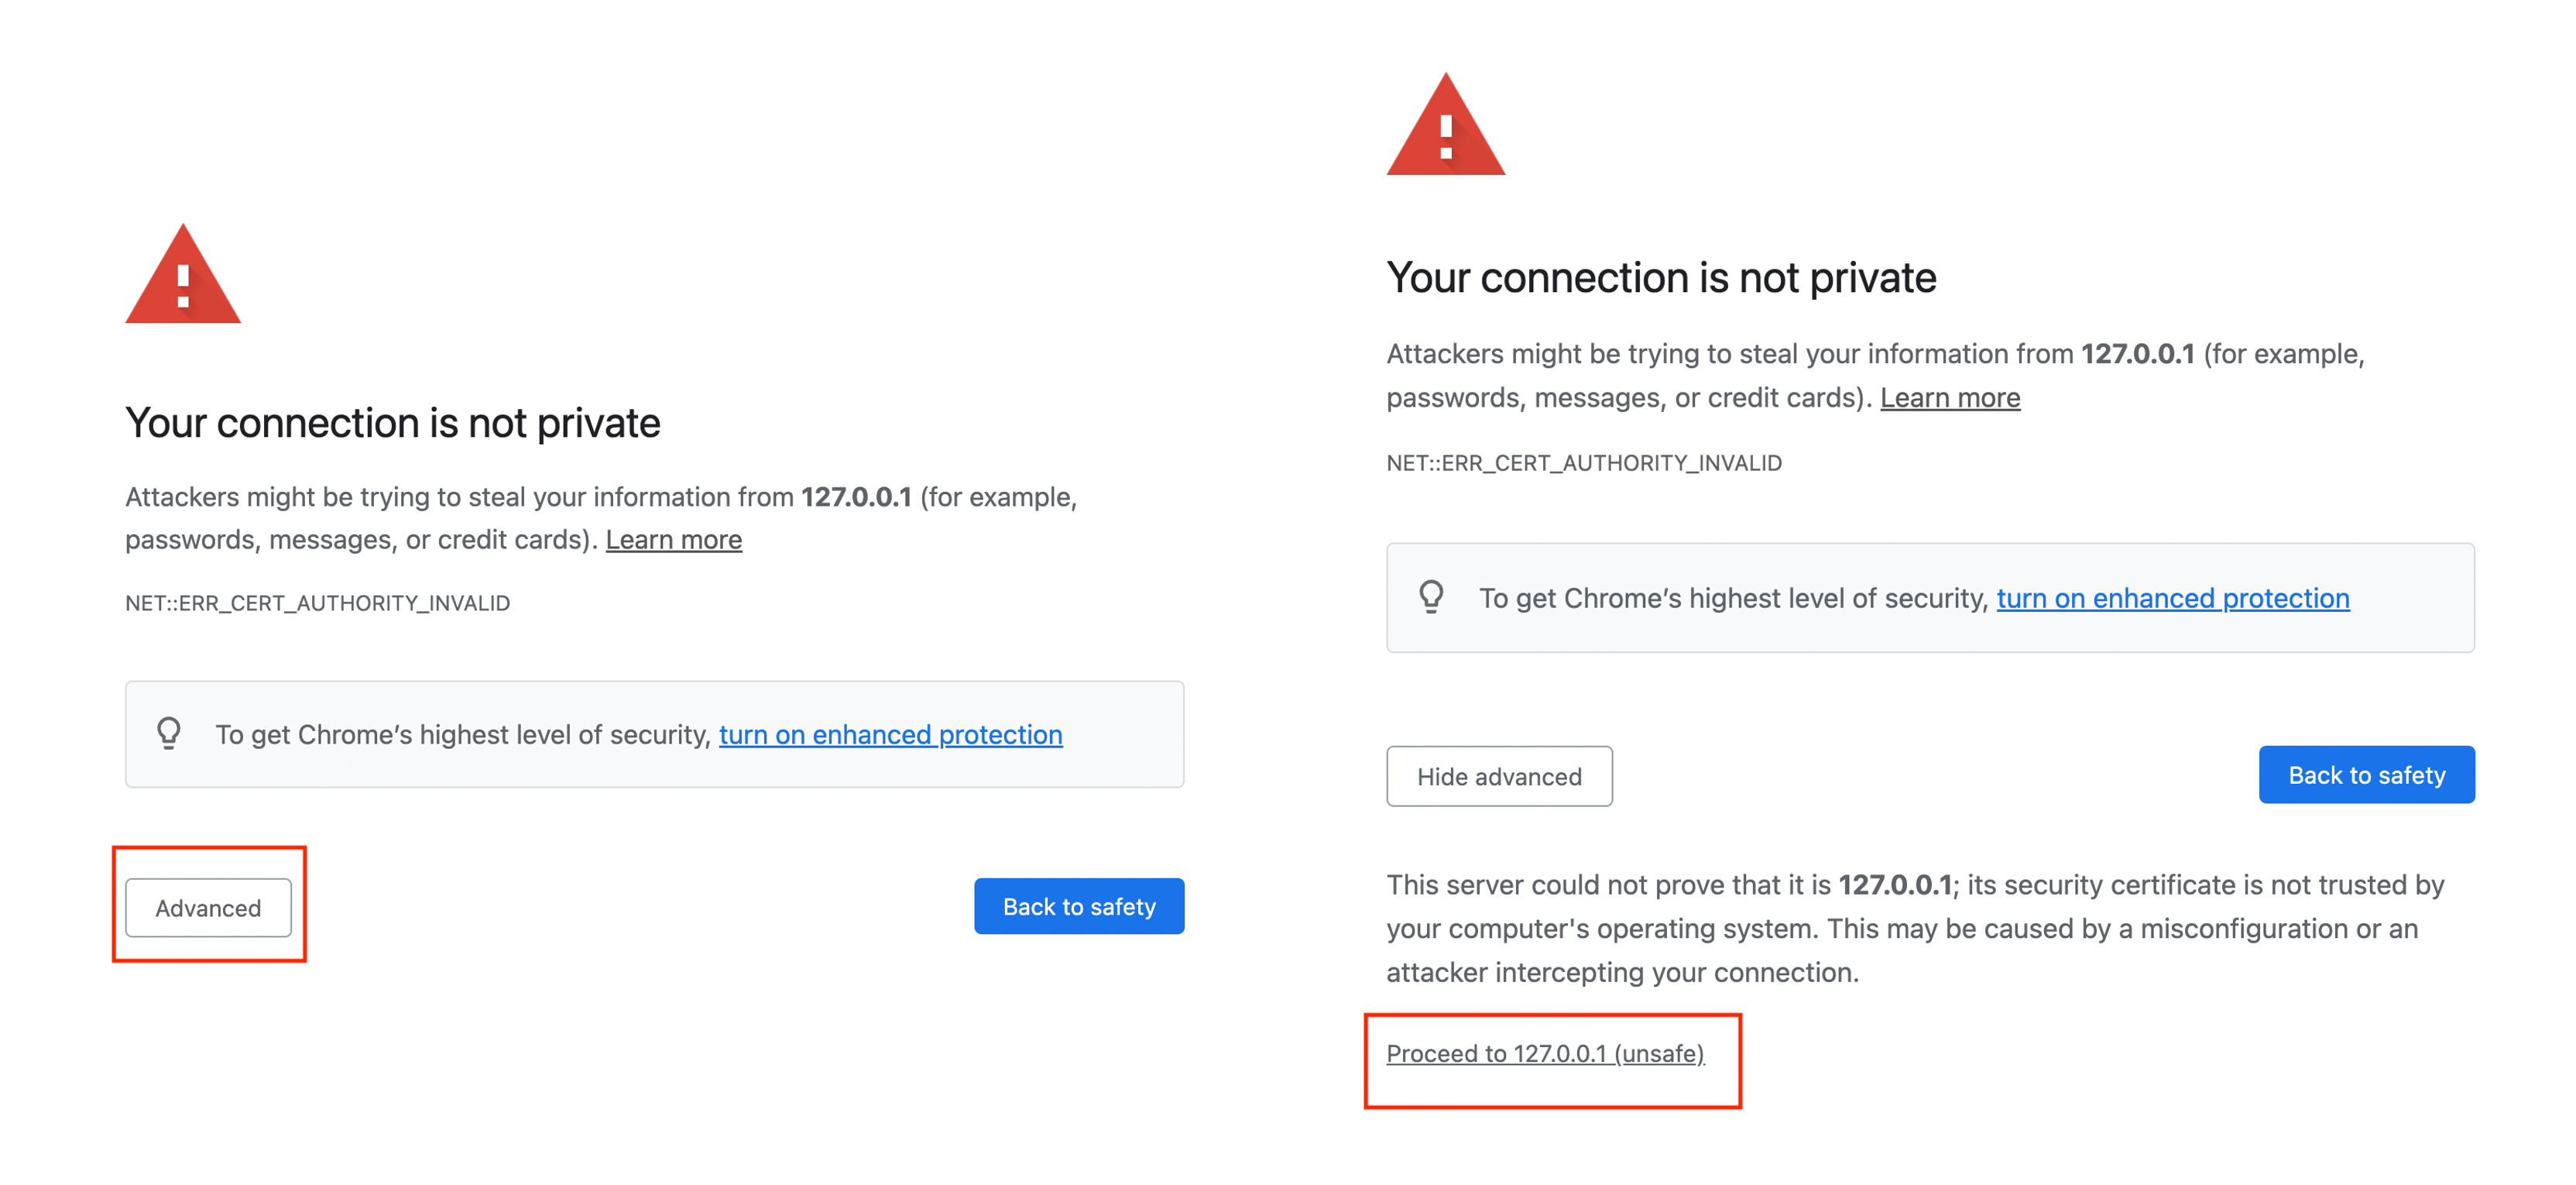 Your connection is not private
Attackers might be trying to steal your information from 127.0.0.1 (for example,
passwords, messages, or credit cards). Learn more
NET::ERR_CERT_AUTHORITY_INVALID
To get Chrome’s highest level of security, turn on enhanced protection
Advanced
Back to safety
Your connection is not private
Attackers might be trying to steal your information from 127.0.0.1 (for example,
passwords, messages, or credit cards). Learn more
NET::ERR_CERT_AUTHORITY_INVALID
To get Chrome’s highest level of security, turn on enhanced protection
Hide advanced
Back to safety
This server could not prove that it is 127.0.0.1; its security certificate is not trusted by
your computer's operating system. This may be caused by a misconfiguration or an
attacker intercepting your connection.
Proceed to 127.0.0.1 (unsafe)